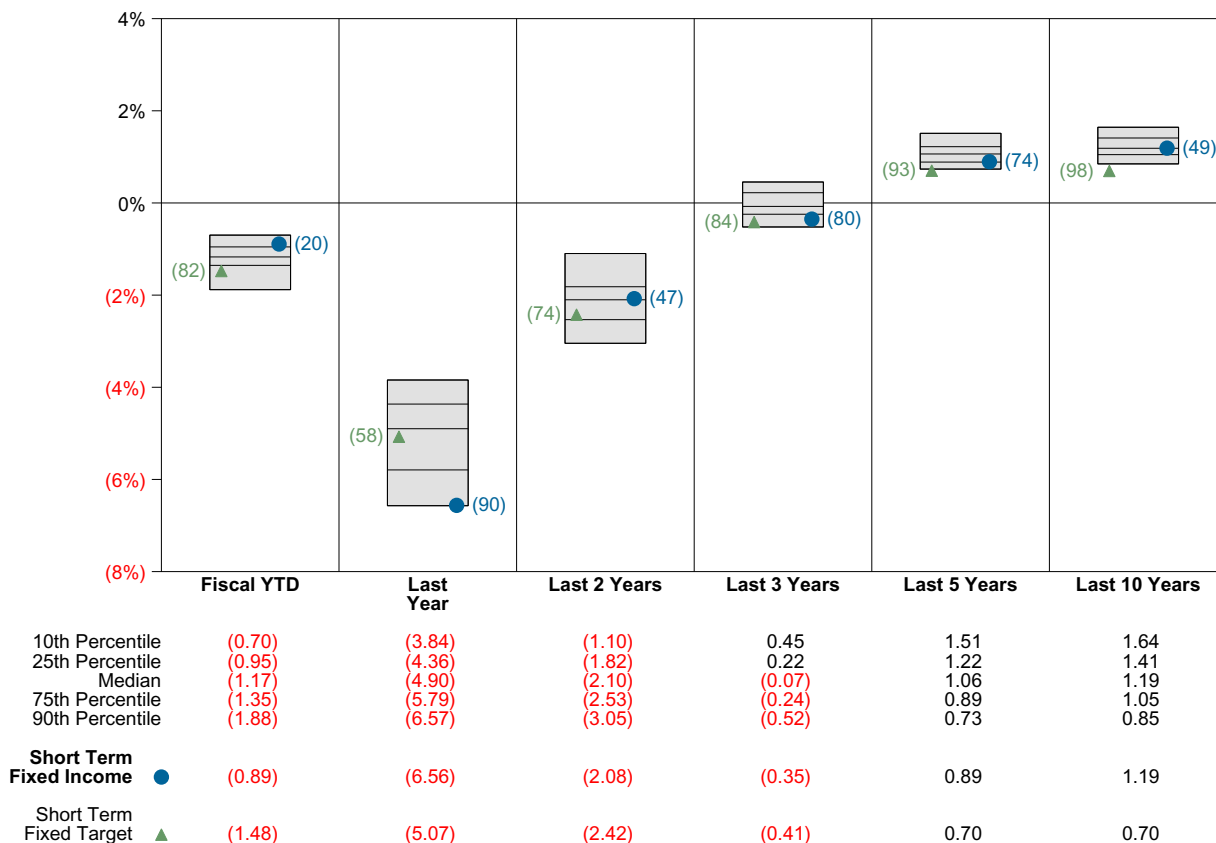 4%
2%
0%
(2%)
(4%)
(6%)
(8%)
(20)
(82)
(90)
(58)
(47)
(74)
(80)
(84)
(74)
(93)
(49)
(98)
Fiscal YTD Last Year Last 2 Years Last 3 Years Last 5 Years Last 10 Years
10th Percentile (0.70) (3.84) (1.10) 0.45 1.51 1.64
25th Percentile (0.95) (4.36) (1.82) 0.22 1.22 1.41
Median (1.17) (4.90) (2.10) (0.07) 1.06 1.19
75th Percentile (1.35) (5.79) (2.53) (0.24) 0.89 1.05
90th Percentile (1.88) (6.57) (3.05) (0.52) 0.73 0.85
Short Term
Fixed Income (0.89) (6.56) (2.08) (0.35) 0.89 1.19
Short Term
Fixed Target (1.48) (5.07) (2.42) (0.41) 0.70 0.70